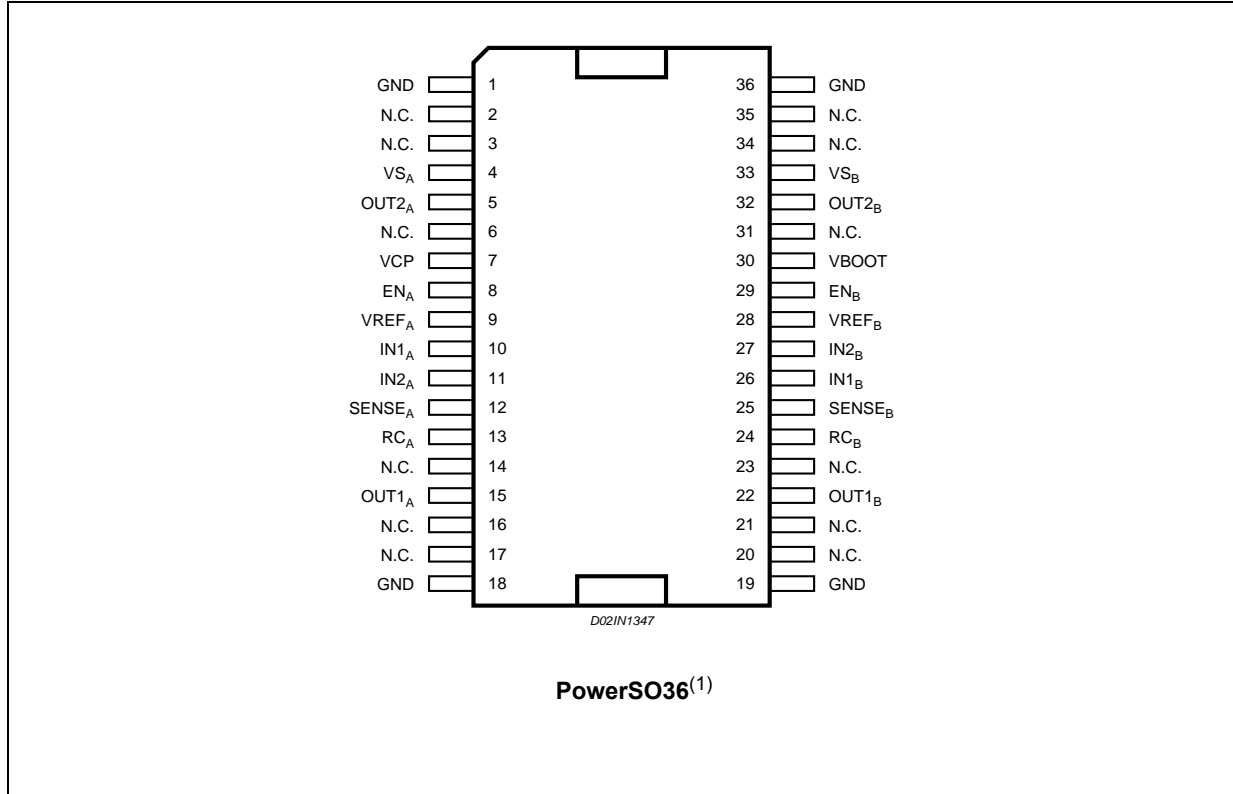 GND 1 36 GND
N.C. 2 35 N.C.
N.C. 3 34 N.C.
VSA 4 33 VSB
OUT2A 5 32 OUT2B
N.C. 6 31 N.C.
VCP 7 30 VBOOT
ENA 8 29 ENB
VREFA 9 28 VREFB
IN1A 10 27 IN2B
IN2A 11 26 IN1B
SENSEA 12 25 SENSEB
RCA 13 24 RCB
N.C. 14 23 N.C.
OUT1A 15 22 OUT1B
N.C. 16 21 N.C.
N.C. 17 20 N.C.
GND 18 19 GND
D02IN1347
PowerSO36(1)